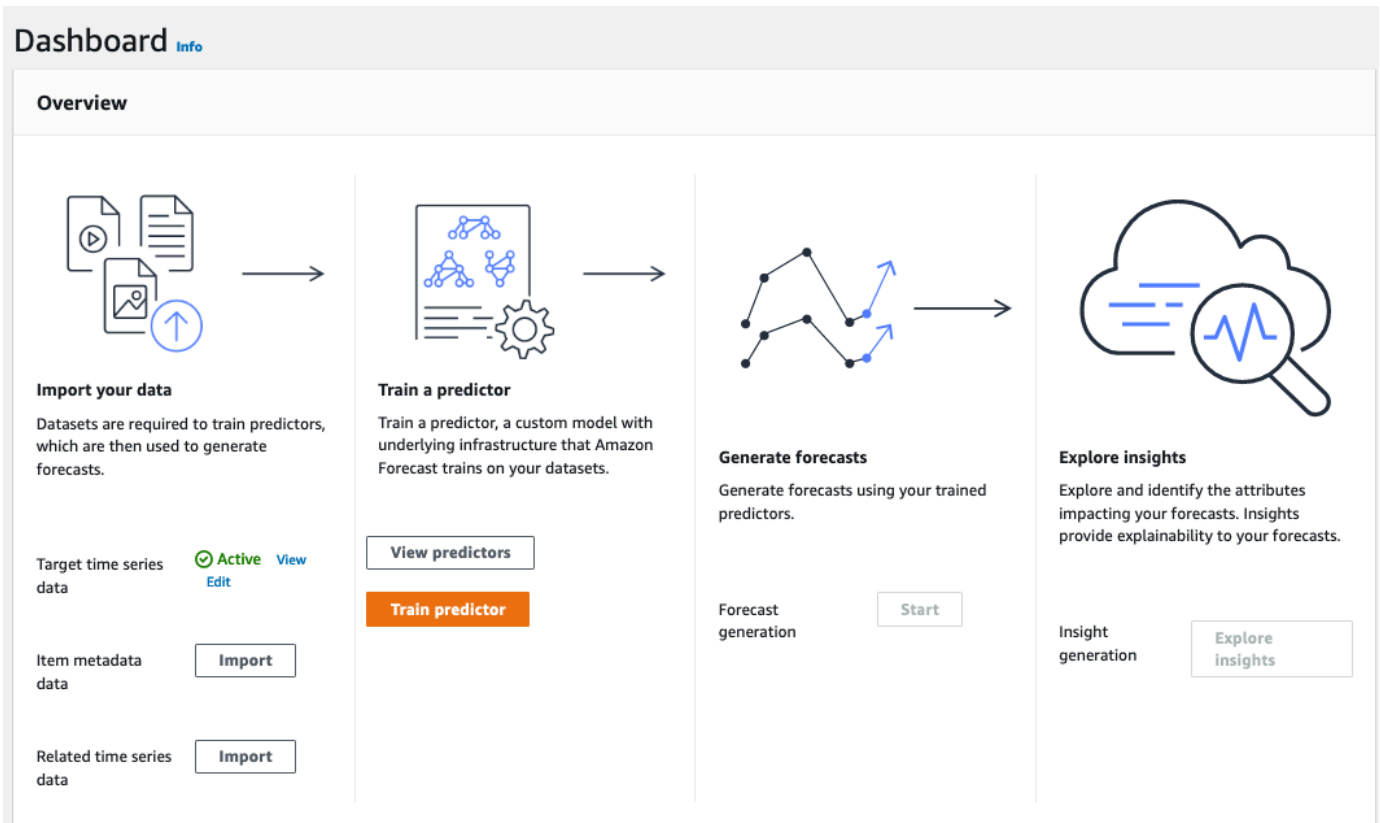 Dashboard Info
Overview
Import your data
Datasets are required to train predictors,
which are then used to generate
forecasts.
Target time series
data
Active View
Edit
Item metadata
data
Import
Related time series
data
Import
Train a predictor
Train a predictor, a custom model with
underlying infrastructure that Amazon
Forecast trains on your datasets.
View predictors
Train predictor
Generate forecasts
Generate forecasts using your trained
predictors.
Forecast
generation
Start
Explore insights
Explore and identify the attributes
impacting your forecasts. Insights
provide explainability to your forecasts.
Insight
generation
Explore
insights